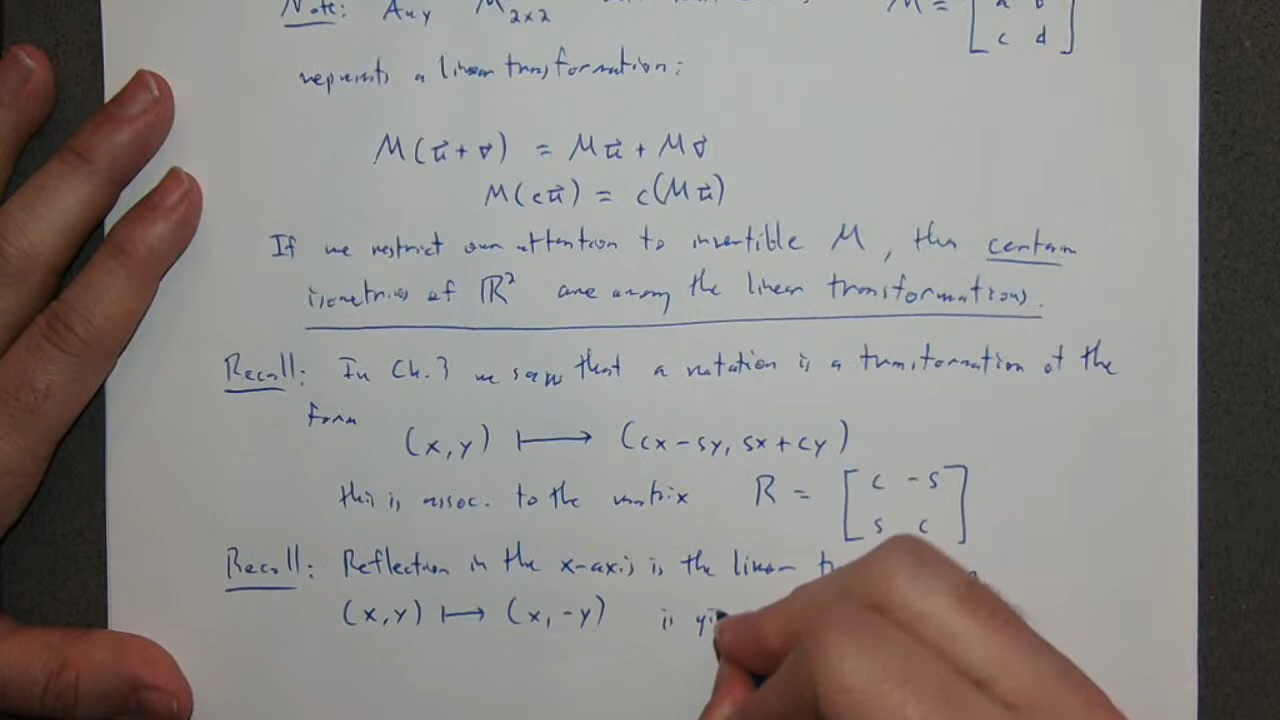 Note: Any M 2x2 M = [a b
c d]
represents a linear transformation:
M(u⃗ + v⃗) = Mu⃗ + Mv⃗
M(cu⃗) = c(Mu⃗)
If we restrict our attention to invertible M, then certain
isometries of ℝ² are among the linear transformations.
Recall: In Ch. 3 we saw that a rotation is a transformation of the
form
(x, y) ↦ (cx - sy, sx + cy)
this is assoc. to the matrix R = [c -s
s c]
Recall: Reflection in the x-axis is the linear
(x, y) ↦ (x, -y) is